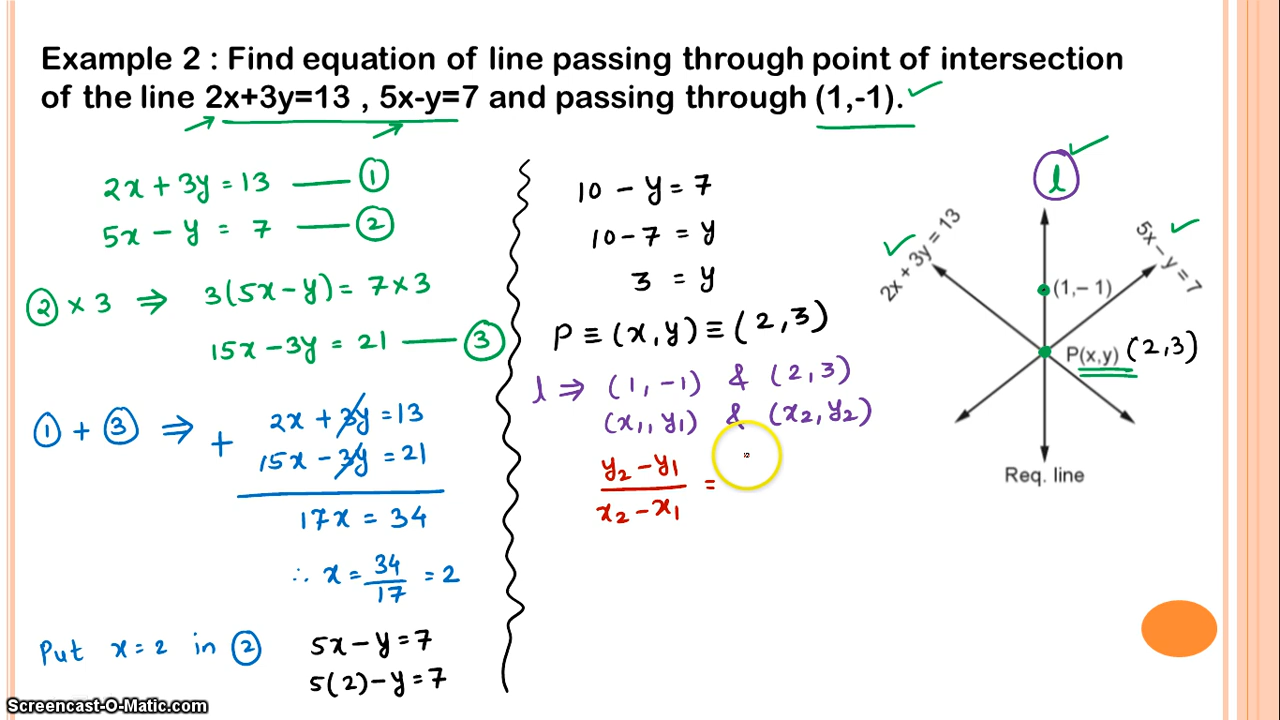 Example 2 : Find equation of line passing through point of intersection
of the line 2x+3y=13 , 5x-y=7 and passing through (1,-1).
2x + 3y = 13 —— ①
5x - y = 7 —— ②
② × 3 ⇒ 3(5x - y) = 7 × 3
15x - 3y = 21 —— ③
① + ③ ⇒ + 2x + 3y = 13
15x - 3y = 21
17x = 34
∴ x = 34/17 = 2
Put x = 2 in ② 5x - y = 7
5(2) - y = 7
10 - y = 7
10 - 7 = y
3 = y
P ≡ (x, y) ≡ (2, 3)
l ⇒ (1, -1) & (2, 3)
(x₁, y₁) & (x₂, y₂)
y₂ - y₁ / x₂ - x₁ =
l
2x + 3y = 13
5x - y = 7
(1, - 1)
P(x,y) (2,3)
Req. line
Screencast-O-Matic.com